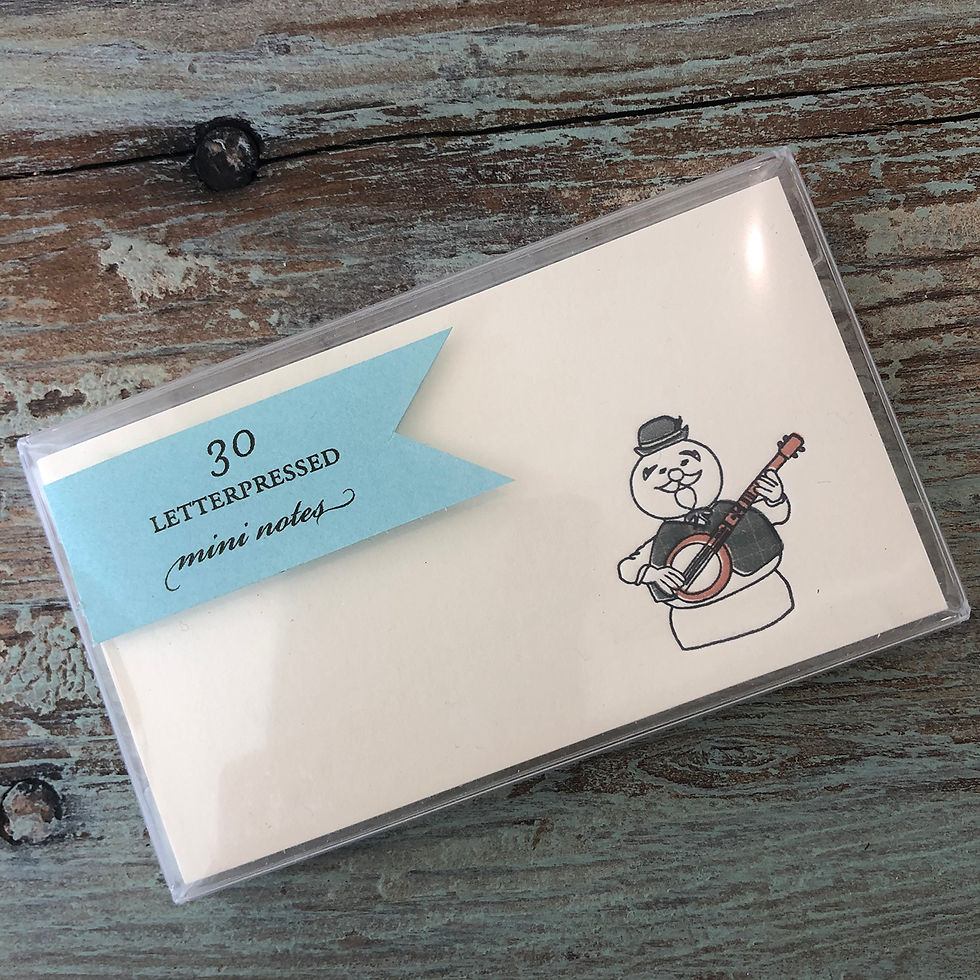 30
LETTERPRESSED
mini notes